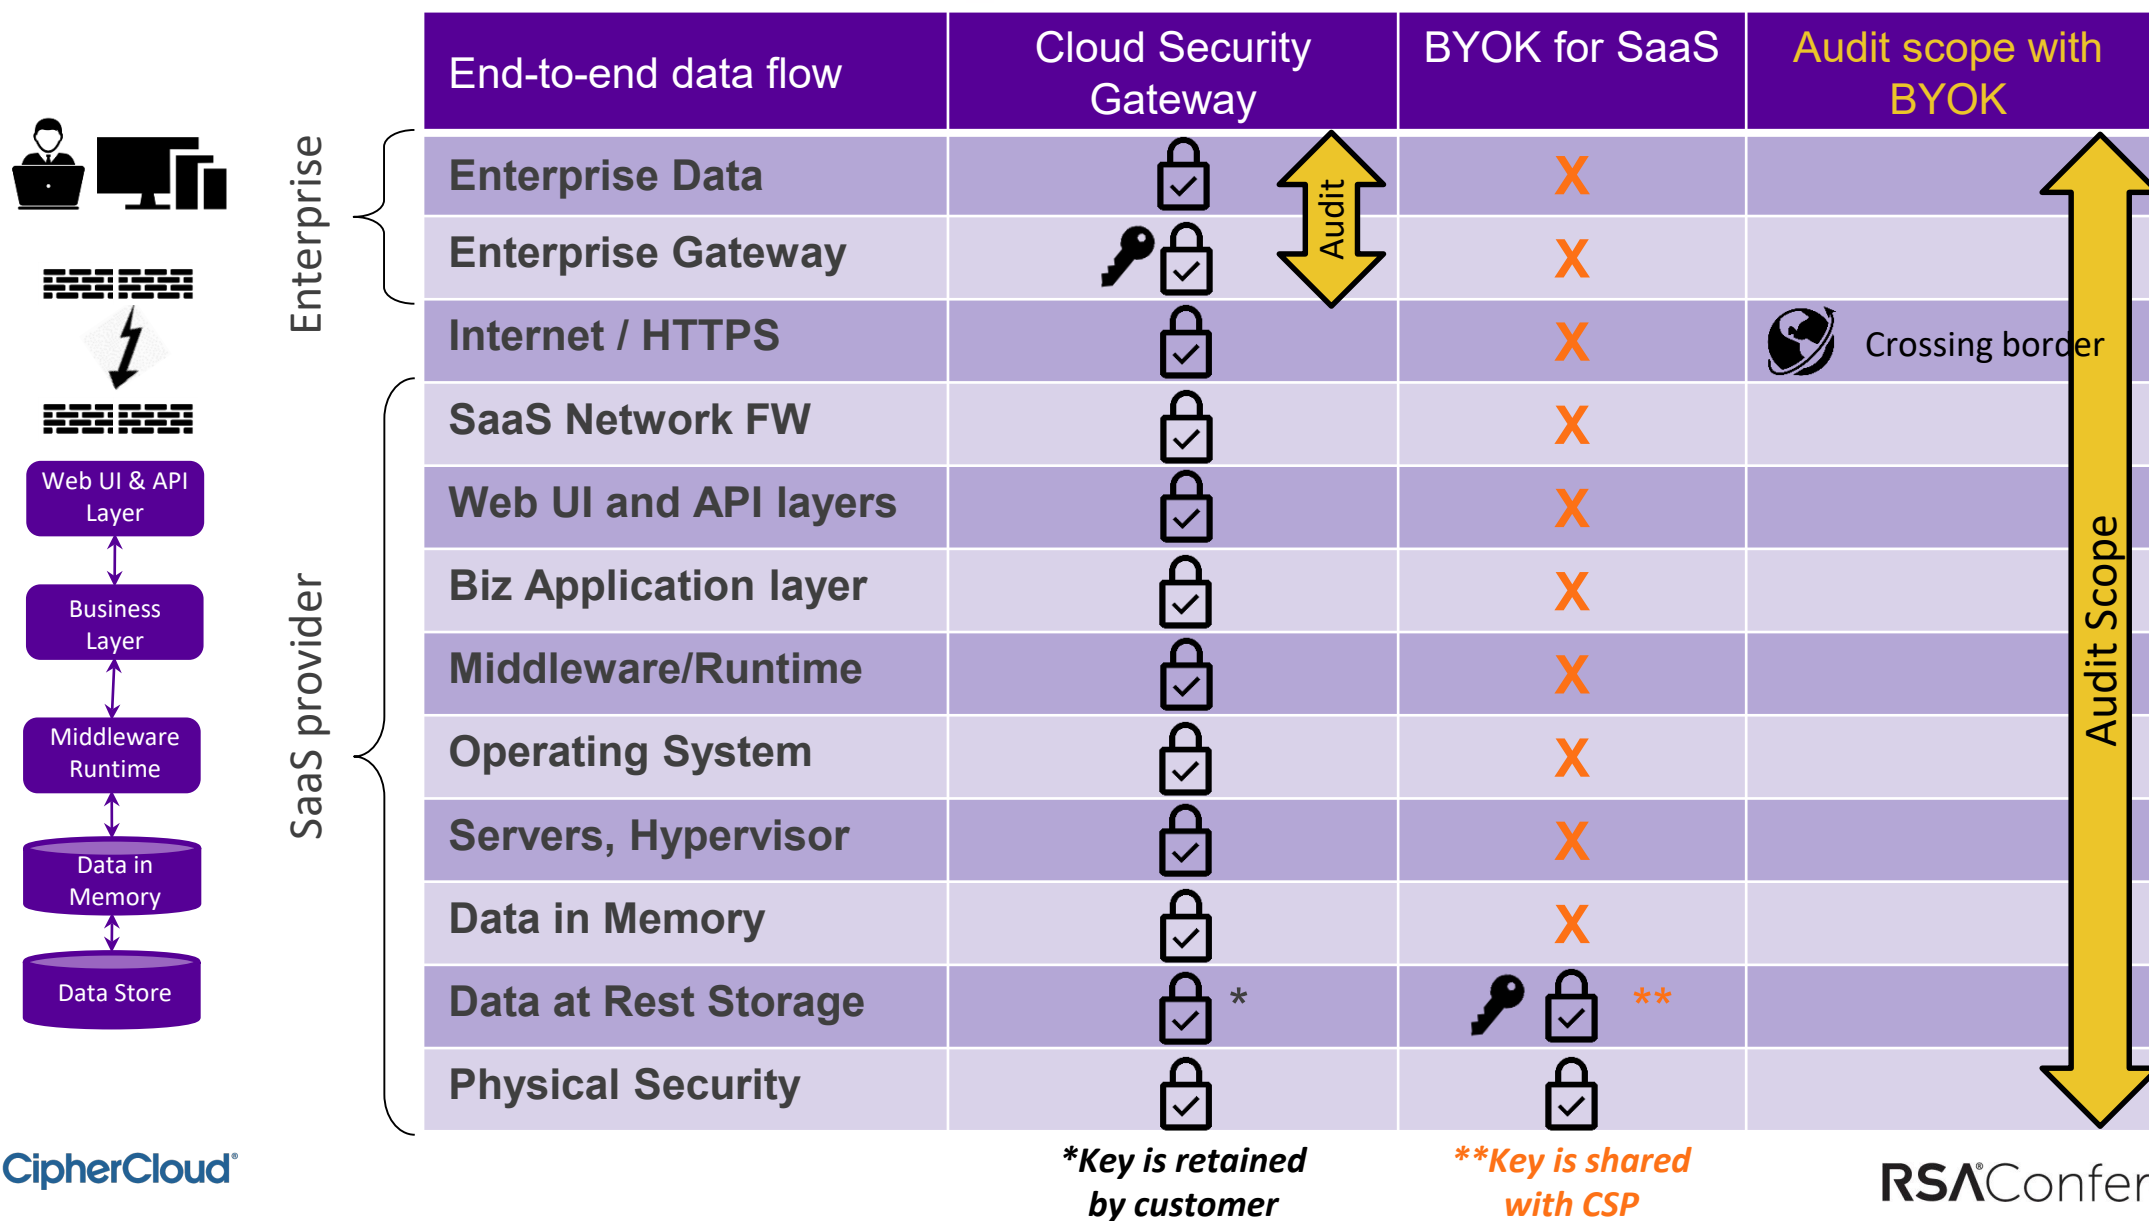 End-to-end data flow
Cloud Security
Gateway
BYOK for SaaS
Audit scope with
BYOK
Enterprise
Enterprise Data
X
Audit
Enterprise Gateway
X
Internet / HTTPS
X
Crossing border
SaaS provider
SaaS Network FW
X
Web UI & API
Layer
Web UI and API layers
X
Business
Layer
Biz Application layer
X
Audit Scope
Middleware/Runtime
X
Middleware
Runtime
Operating System
X
Data in
Memory
Servers, Hypervisor
X
Data in Memory
X
Data Store
Data at Rest Storage
*
**
Physical Security
CipherCloud®
*Key is retained
by customer
**Key is shared
with CSP
RSA®Confer